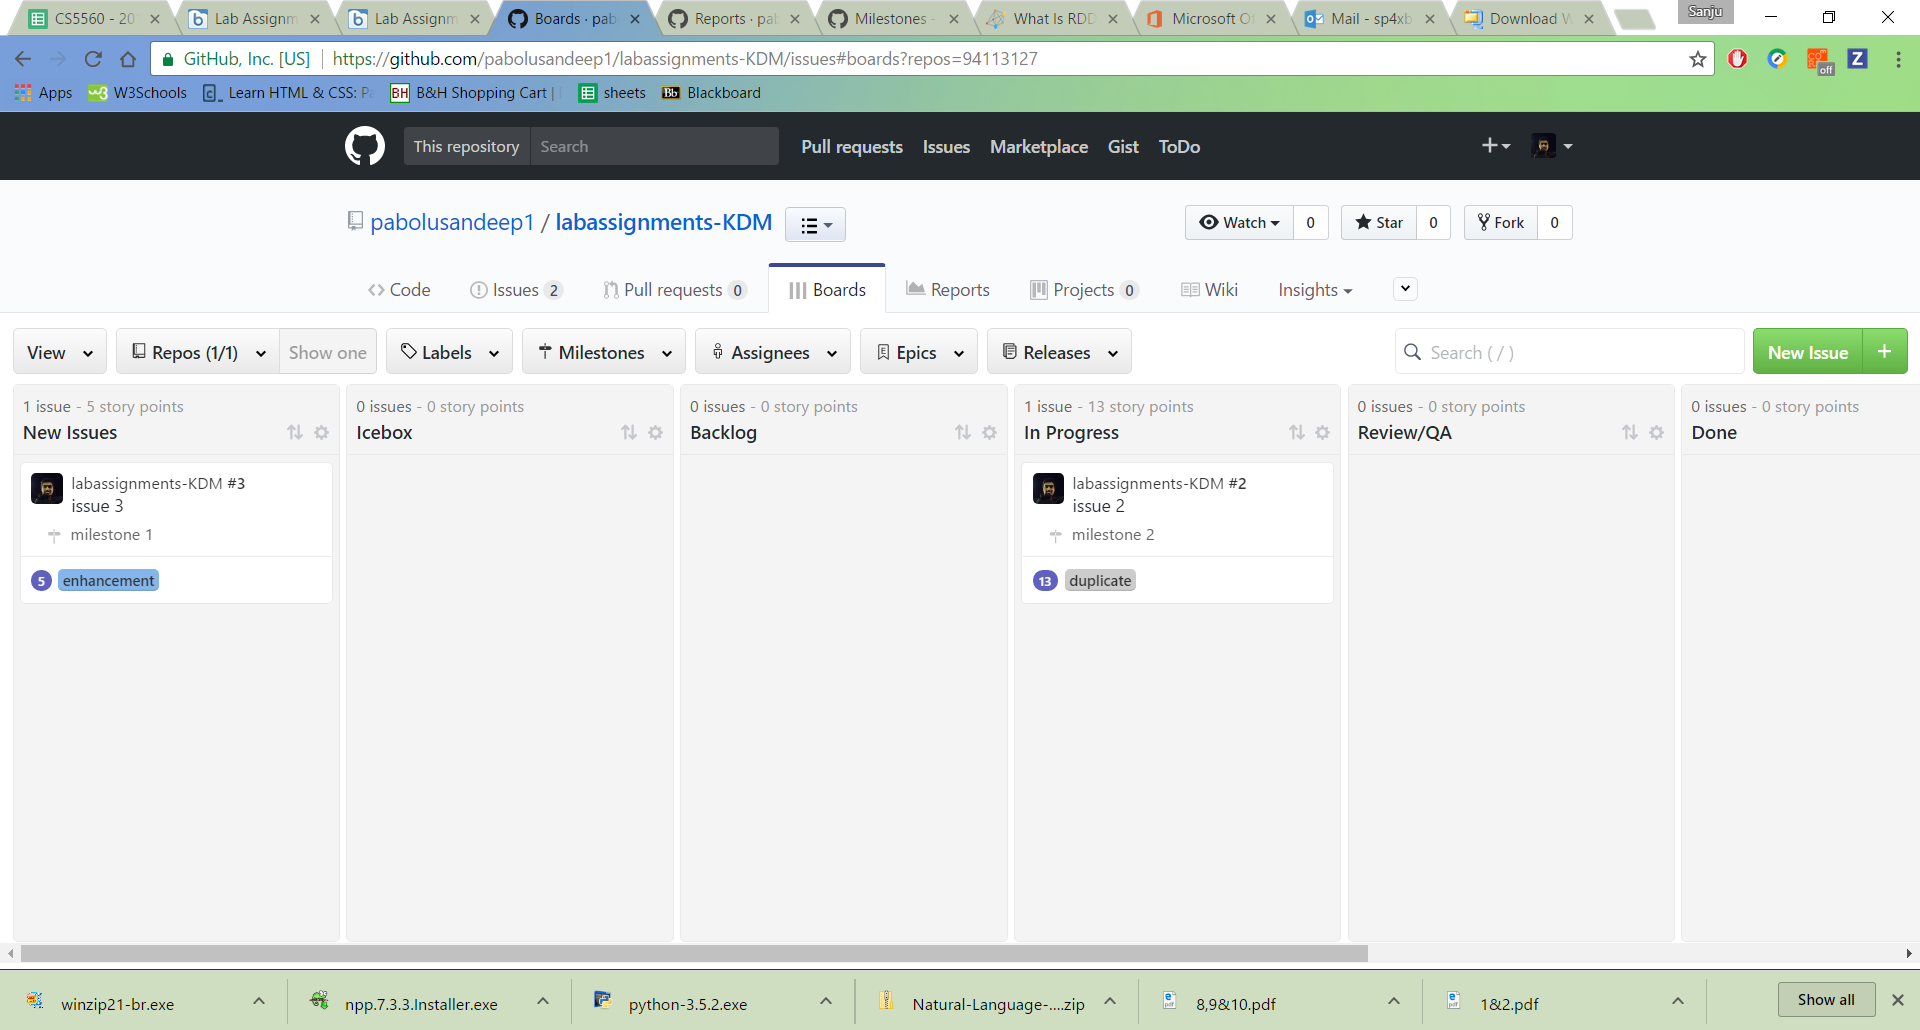 CS5560 - 20
Lab Assignm
Lab Assignm
Boards · pab
Reports · pab
Milestones -
What Is RDD
Microsoft Of
Mail - sp4xb
Download W
Sanju
GitHub, Inc. [US]
https://github.com/pabolusandeep1/labassignments-KDM/issues#boards?repos=94113127
off
Z
Apps
W3Schools
Learn HTML & CSS: Pa
BH B&H Shopping Cart |
sheets
Bb Blackboard
This repository
Search
Pull requests
Issues
Marketplace
Gist
ToDo
pabolusandeep1 / labassignments-KDM
Watch 0
Star 0
Fork 0
Code
Issues 2
Pull requests 0
Boards
Reports
Projects 0
Wiki
Insights
View
Repos (1/1)
Show one
Labels
Milestones
Assignees
Epics
Releases
Search ( / )
New Issue +
1 issue - 5 story points
New Issues
labassignments-KDM #3
issue 3
milestone 1
5 enhancement
0 issues - 0 story points
Icebox
0 issues - 0 story points
Backlog
1 issue - 13 story points
In Progress
labassignments-KDM #2
issue 2
milestone 2
13 duplicate
0 issues - 0 story points
Review/QA
0 issues - 0 story points
Done
winzip21-br.exe
npp.7.3.3.Installer.exe
python-3.5.2.exe
Natural-Language-....zip
8,9&10.pdf
1&2.pdf
Show all